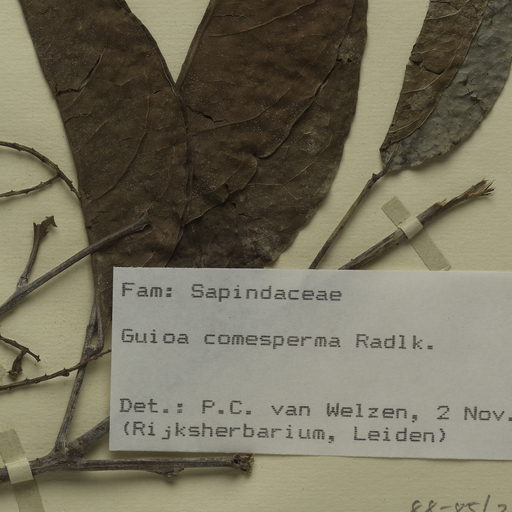 Fam: Sapindaceae
Guioa comesperma Radlk.
Det.: P.C. van Welzen, 2 Nov.
(Rijksherbarium, Leiden)